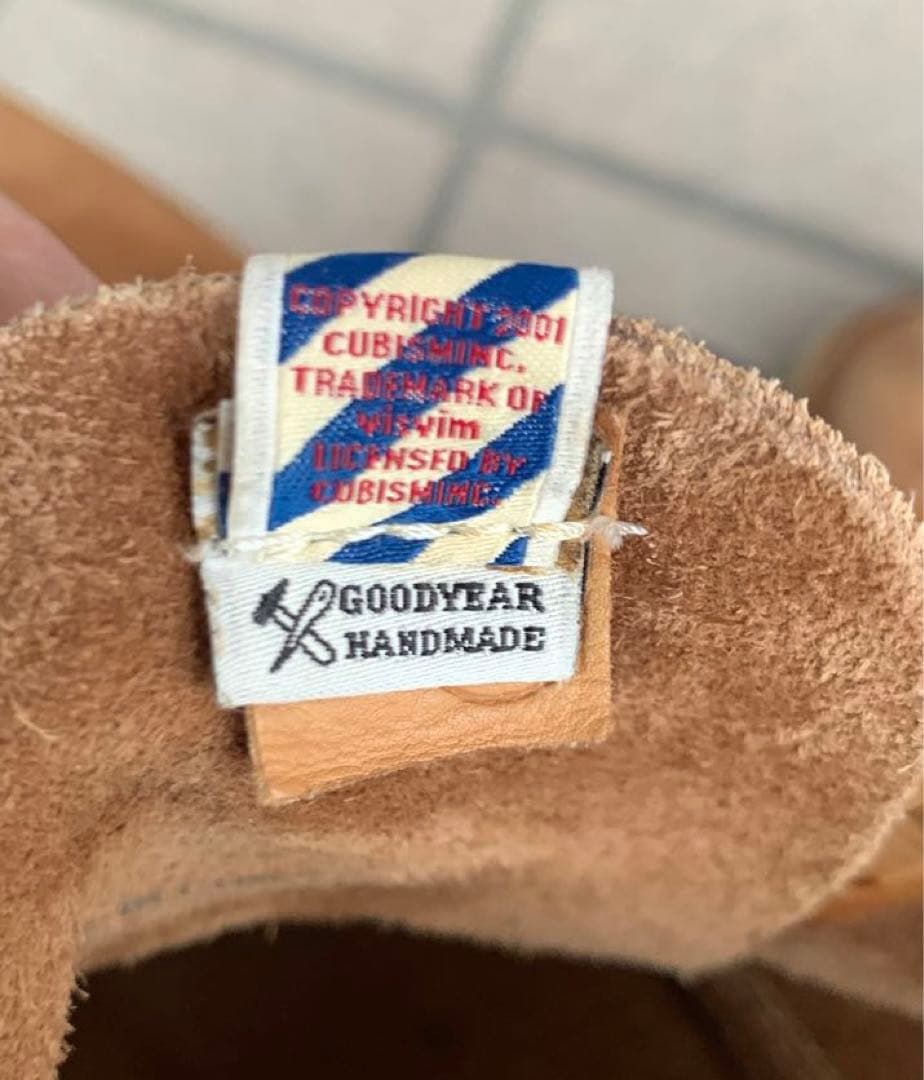 COPYRIGHT 2001
CUBISMINC.
TRADEMARK OF
visvim
LICENSED BY
CUBISMINC.
GOODYEAR
HANDMADE